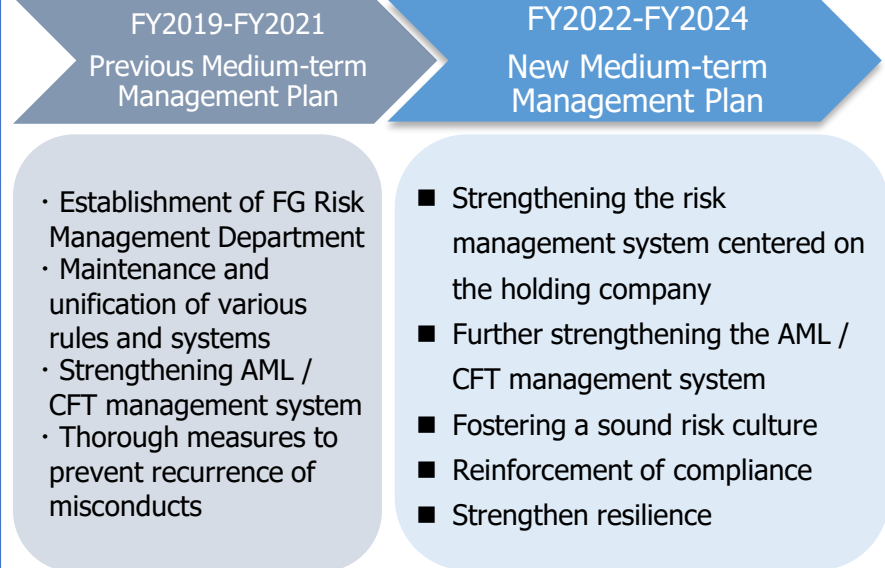 FY2019-FY2021
Previous Medium-term
Management Plan
FY2022-FY2024
New Medium-term
Management Plan
・Establishment of FG Risk
Management Department
・Maintenance and
unification of various
rules and systems
・Strengthening AML /
CFT management system
・Thorough measures to
prevent recurrence of
misconducts
■ Strengthening the risk
management system centered on
the holding company
■ Further strengthening the AML /
CFT management system
■ Fostering a sound risk culture
■ Reinforcement of compliance
■ Strengthen resilience